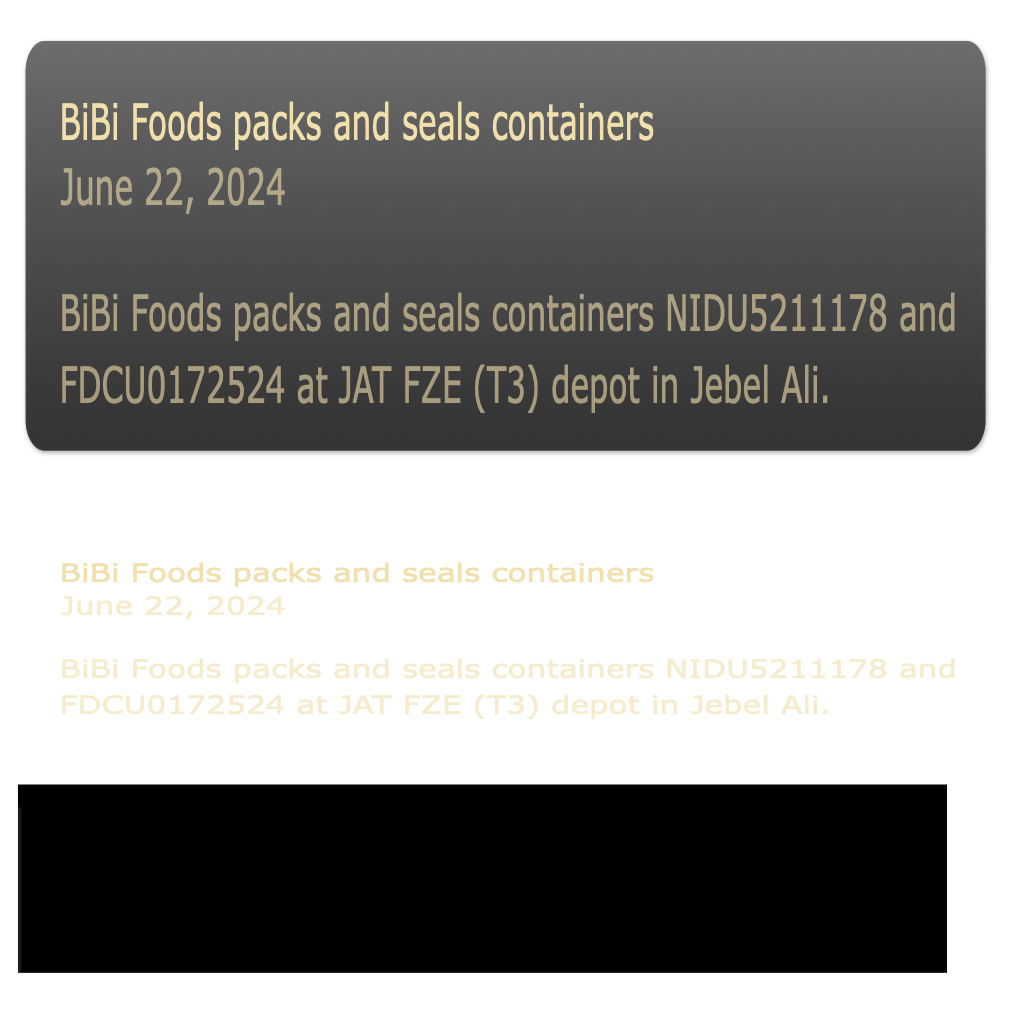 BiBi Foods packs and seals containers
June 22, 2024
BiBi Foods packs and seals containers NIDU5211178 and
FDCU0172524 at JAT FZE (T3) depot in Jebel Ali.
BiBi Foods packs and seals containers
June 22, 2024
BiBi Foods packs and seals containers NIDU5211178 and
FDCU0172524 at JAT FZE (T3) depot in Jebel Ali.